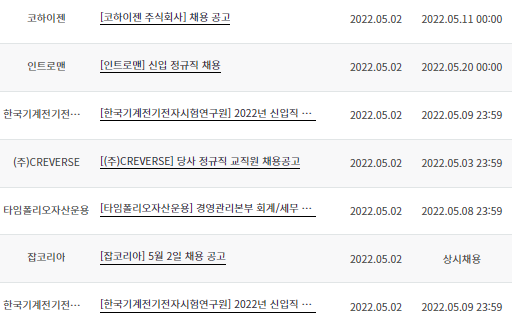 코하이젠 [코하이젠 주식회사] 채용 공고 2022.05.02 2022.05.11 00:00
인트로맨 [인트로맨] 신입 정규직 채용 2022.05.02 2022.05.20 00:00
한국기계전기전… [한국기계전기전자시험연구원] 2022년 신입직 … 2022.05.02 2022.05.09 23:59
(주)CREVERSE [(주)CREVERSE] 당사 정규직 교직원 채용공고 2022.05.02 2022.05.03 23:59
타임폴리오자산운용 [타임폴리오자산운용] 경영관리본부 회계/세무 … 2022.05.02 2022.05.08 23:59
잡코리아 [잡코리아] 5월 2일 채용 공고 2022.05.02 상시채용
한국기계전기전… [한국기계전기전자시험연구원] 2022년 신입직 … 2022.05.02 2022.05.09 23:59